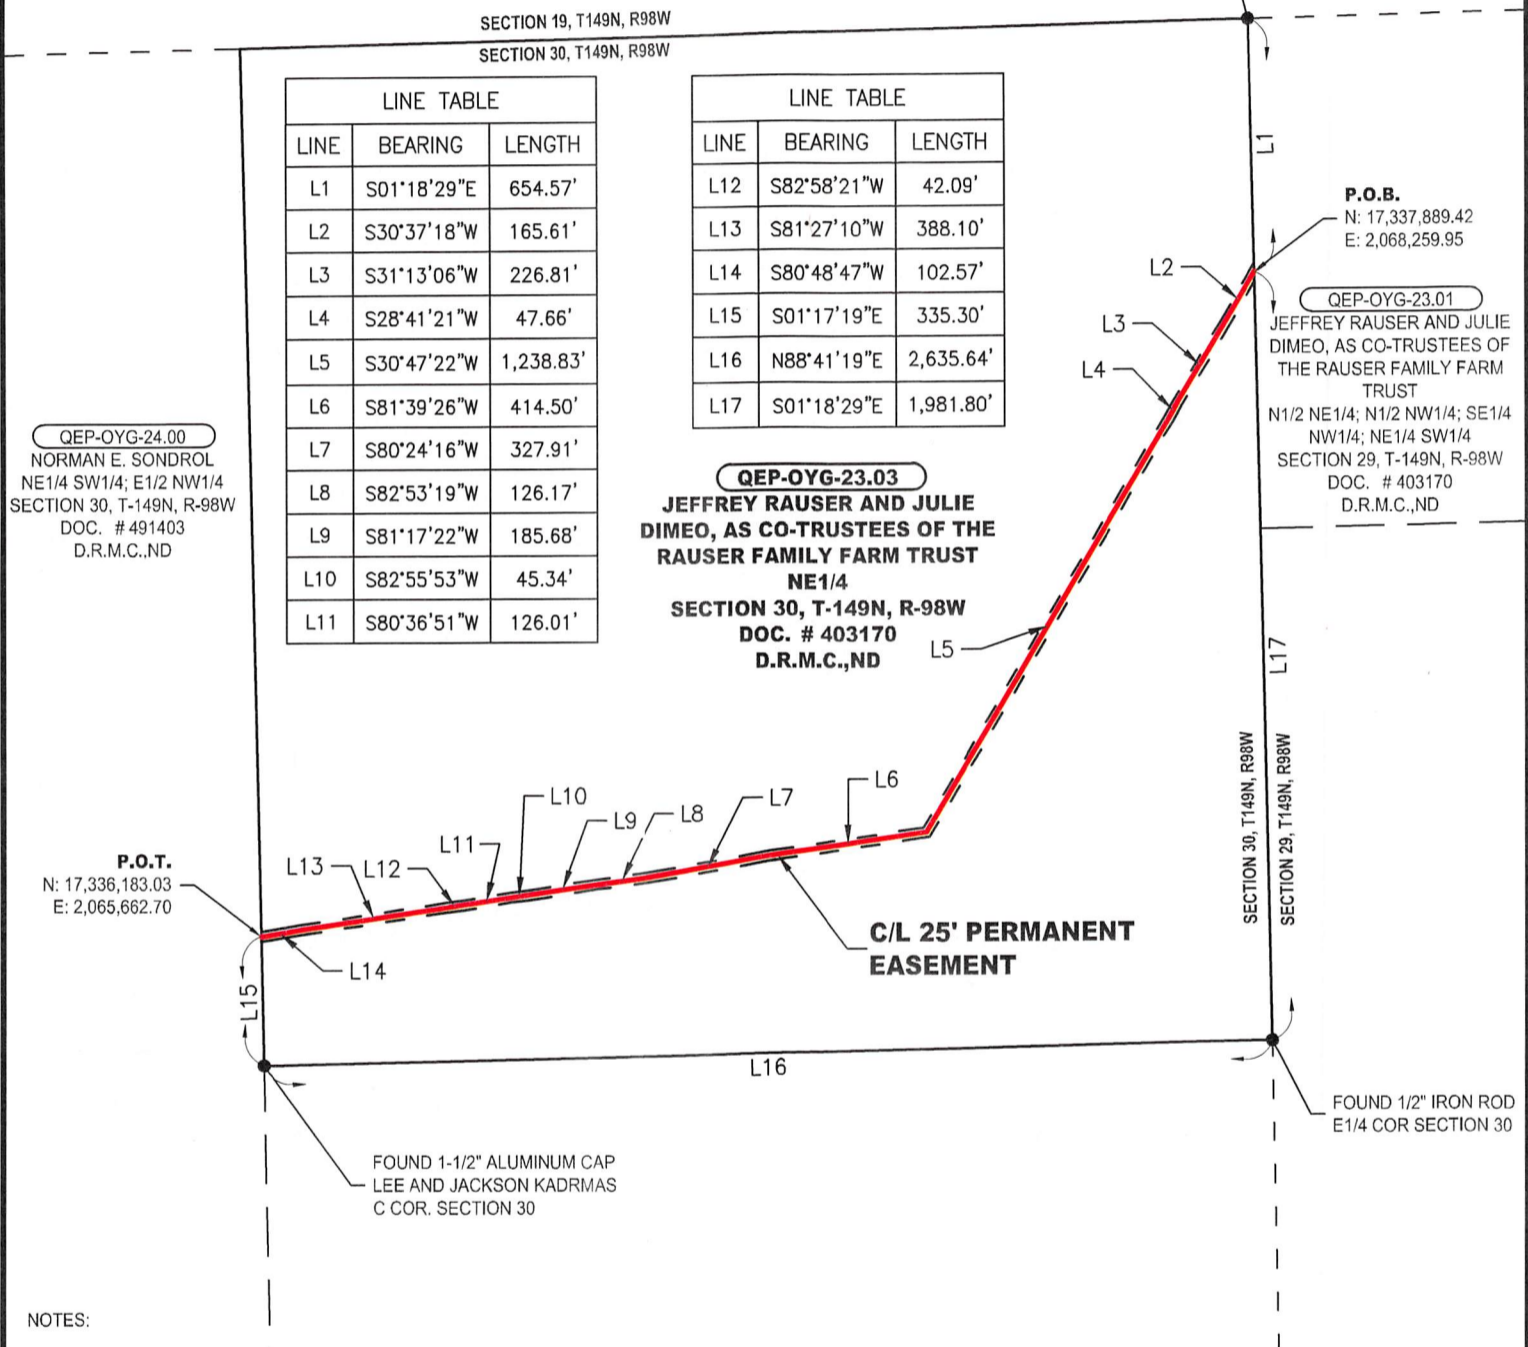 SECTION 19, T149N, R98W
SECTION 30, T149N, R98W
LINE TABLE
LINE BEARING LENGTH
L1 S01°18'29"E 654.57'
L2 S30°37'18"W 165.61'
L3 S31°13'06"W 226.81'
L4 S28°41'21"W 47.66'
L5 S30°47'22"W 1,238.83'
L6 S81°39'26"W 414.50'
L7 S80°24'16"W 327.91'
L8 S82°53'19"W 126.17'
L9 S81°17'22"W 185.68'
L10 S82°55'53"W 45.34'
L11 S80°36'51"W 126.01'
LINE TABLE
LINE BEARING LENGTH
L12 S82°58'21"W 42.09'
L13 S81°27'10"W 388.10'
L14 S80°48'47"W 102.57'
L15 S01°17'19"E 335.30'
L16 N88°41'19"E 2,635.64'
L17 S01°18'29"E 1,981.80'
L1
P.O.B.
N: 17,337,889.42
E: 2,068,259.95
L2
L3
L4
QEP-OYG-23.01
JEFFREY RAUSER AND JULIE
DIMEO, AS CO-TRUSTEES OF
THE RAUSER FAMILY FARM
TRUST
N1/2 NE1/4; N1/2 NW1/4; SE1/4
NW1/4; NE1/4 SW1/4
SECTION 29, T-149N, R-98W
DOC. # 403170
D.R.M.C.,ND
QEP-OYG-24.00
NORMAN E. SONDROL
NE1/4 SW1/4; E1/2 NW1/4
SECTION 30, T-149N, R-98W
DOC. # 491403
D.R.M.C.,ND
QEP-OYG-23.03
JEFFREY RAUSER AND JULIE
DIMEO, AS CO-TRUSTEES OF THE
RAUSER FAMILY FARM TRUST
NE1/4
SECTION 30, T-149N, R-98W
DOC. # 403170
D.R.M.C.,ND
L5
L17
SECTION 30, T149N, R98W
SECTION 29, T149N, R98W
L6
L7
L8
L9
L10
L11
L12
L13
P.O.T.
N: 17,336,183.03
E: 2,065,662.70
L14
C/L 25' PERMANENT
EASEMENT
L15
L16
FOUND 1/2" IRON ROD
E1/4 COR SECTION 30
FOUND 1-1/2" ALUMINUM CAP
LEE AND JACKSON KADRMAS
C COR. SECTION 30
NOTES: